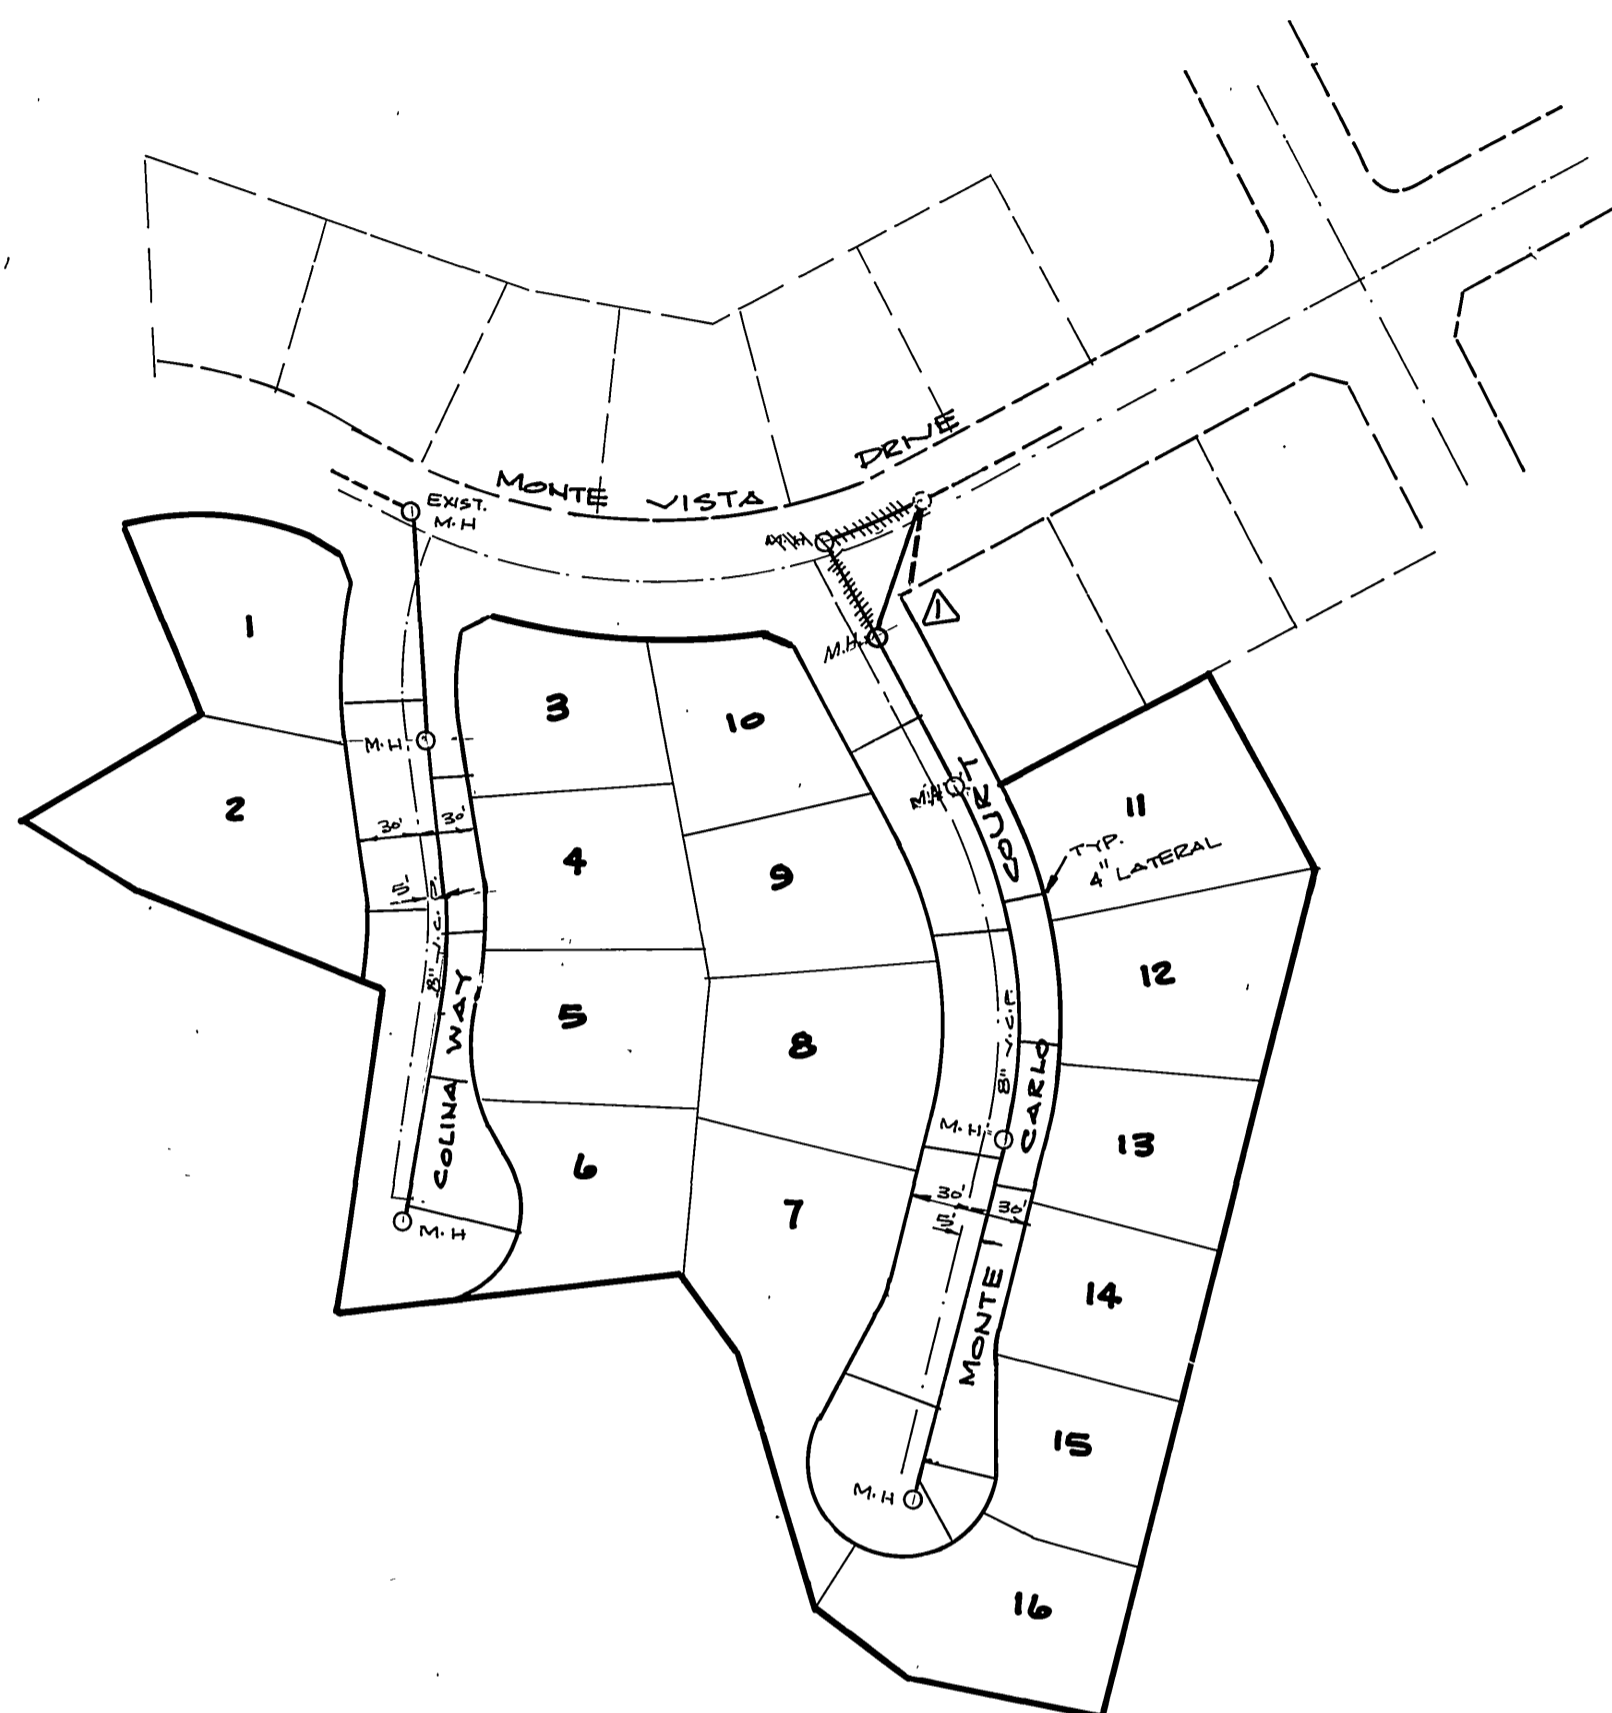 MONTE VISTA DRIVE
EXIST.
M.H
1
M.H.
1
2
3
10
M.H.
30'
30'
5'
8" V.C.P.
COLINA WAY
M.H
4
9
5
8
6
7
M.H.
COURT
TYP.
4" LATERAL
11
12
8" V.C.P.
M.H.
MONTE CARLO
13
30'
30'
5'
14
15
M.H
16